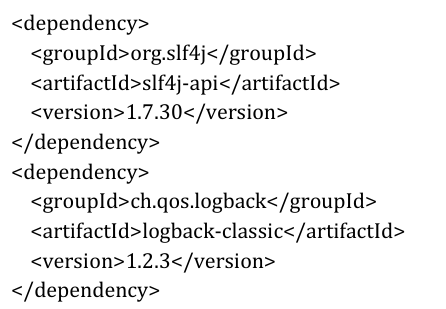 <dependency>
<groupId>org.slf4j</groupId>
<artifactId>slf4j-api</artifactId>
<version>1.7.30</version>
</dependency>
<dependency>
<groupId>ch.qos.logback</groupId>
<artifactId>logback-classic</artifactId>
<version>1.2.3</version>
</dependency>